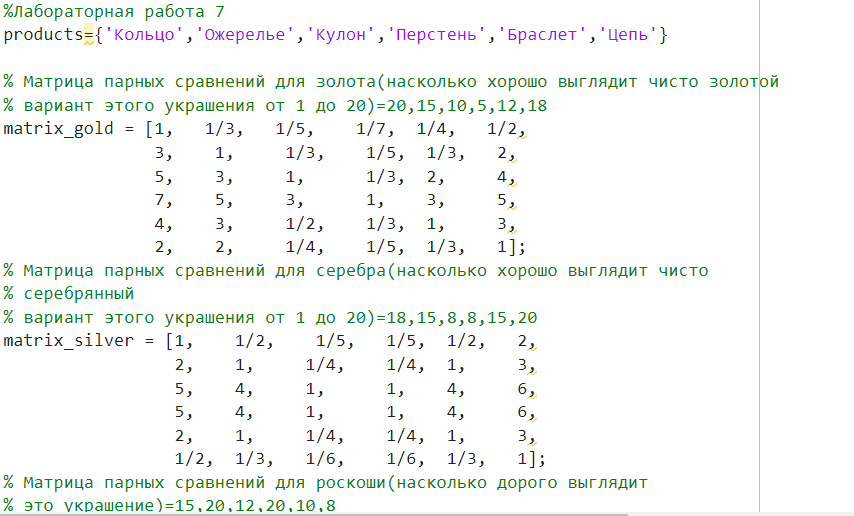 %Лабораторная работа 7
products={'Кольцо','Ожерелье','Кулон','Перстень','Браслет','Цепь'}
% Матрица парных сравнений для золота(насколько хорошо выглядит чисто золотой
% вариант этого украшения от 1 до 20)=20,15,10,5,12,18
matrix_gold = [1, 1/3, 1/5, 1/7, 1/4, 1/2,
3, 1, 1/3, 1/5, 1/3, 2,
5, 3, 1, 1/3, 2, 4,
7, 5, 3, 1, 3, 5,
4, 3, 1/2, 1/3, 1, 3,
2, 2, 1/4, 1/5, 1/3, 1];
% Матрица парных сравнений для серебра(насколько хорошо выглядит чисто
% серебрянный
% вариант этого украшения от 1 до 20)=18,15,8,8,15,20
matrix_silver = [1, 1/2, 1/5, 1/5, 1/2, 2,
2, 1, 1/4, 1/4, 1, 3,
5, 4, 1, 1, 4, 6,
5, 4, 1, 1, 4, 6,
2, 1, 1/4, 1/4, 1, 3,
1/2, 1/3, 1/6, 1/6, 1/3, 1];
% Матрица парных сравнений для роскоши(насколько дорого выглядит
% это украшение)=15,20,12,20,10,8